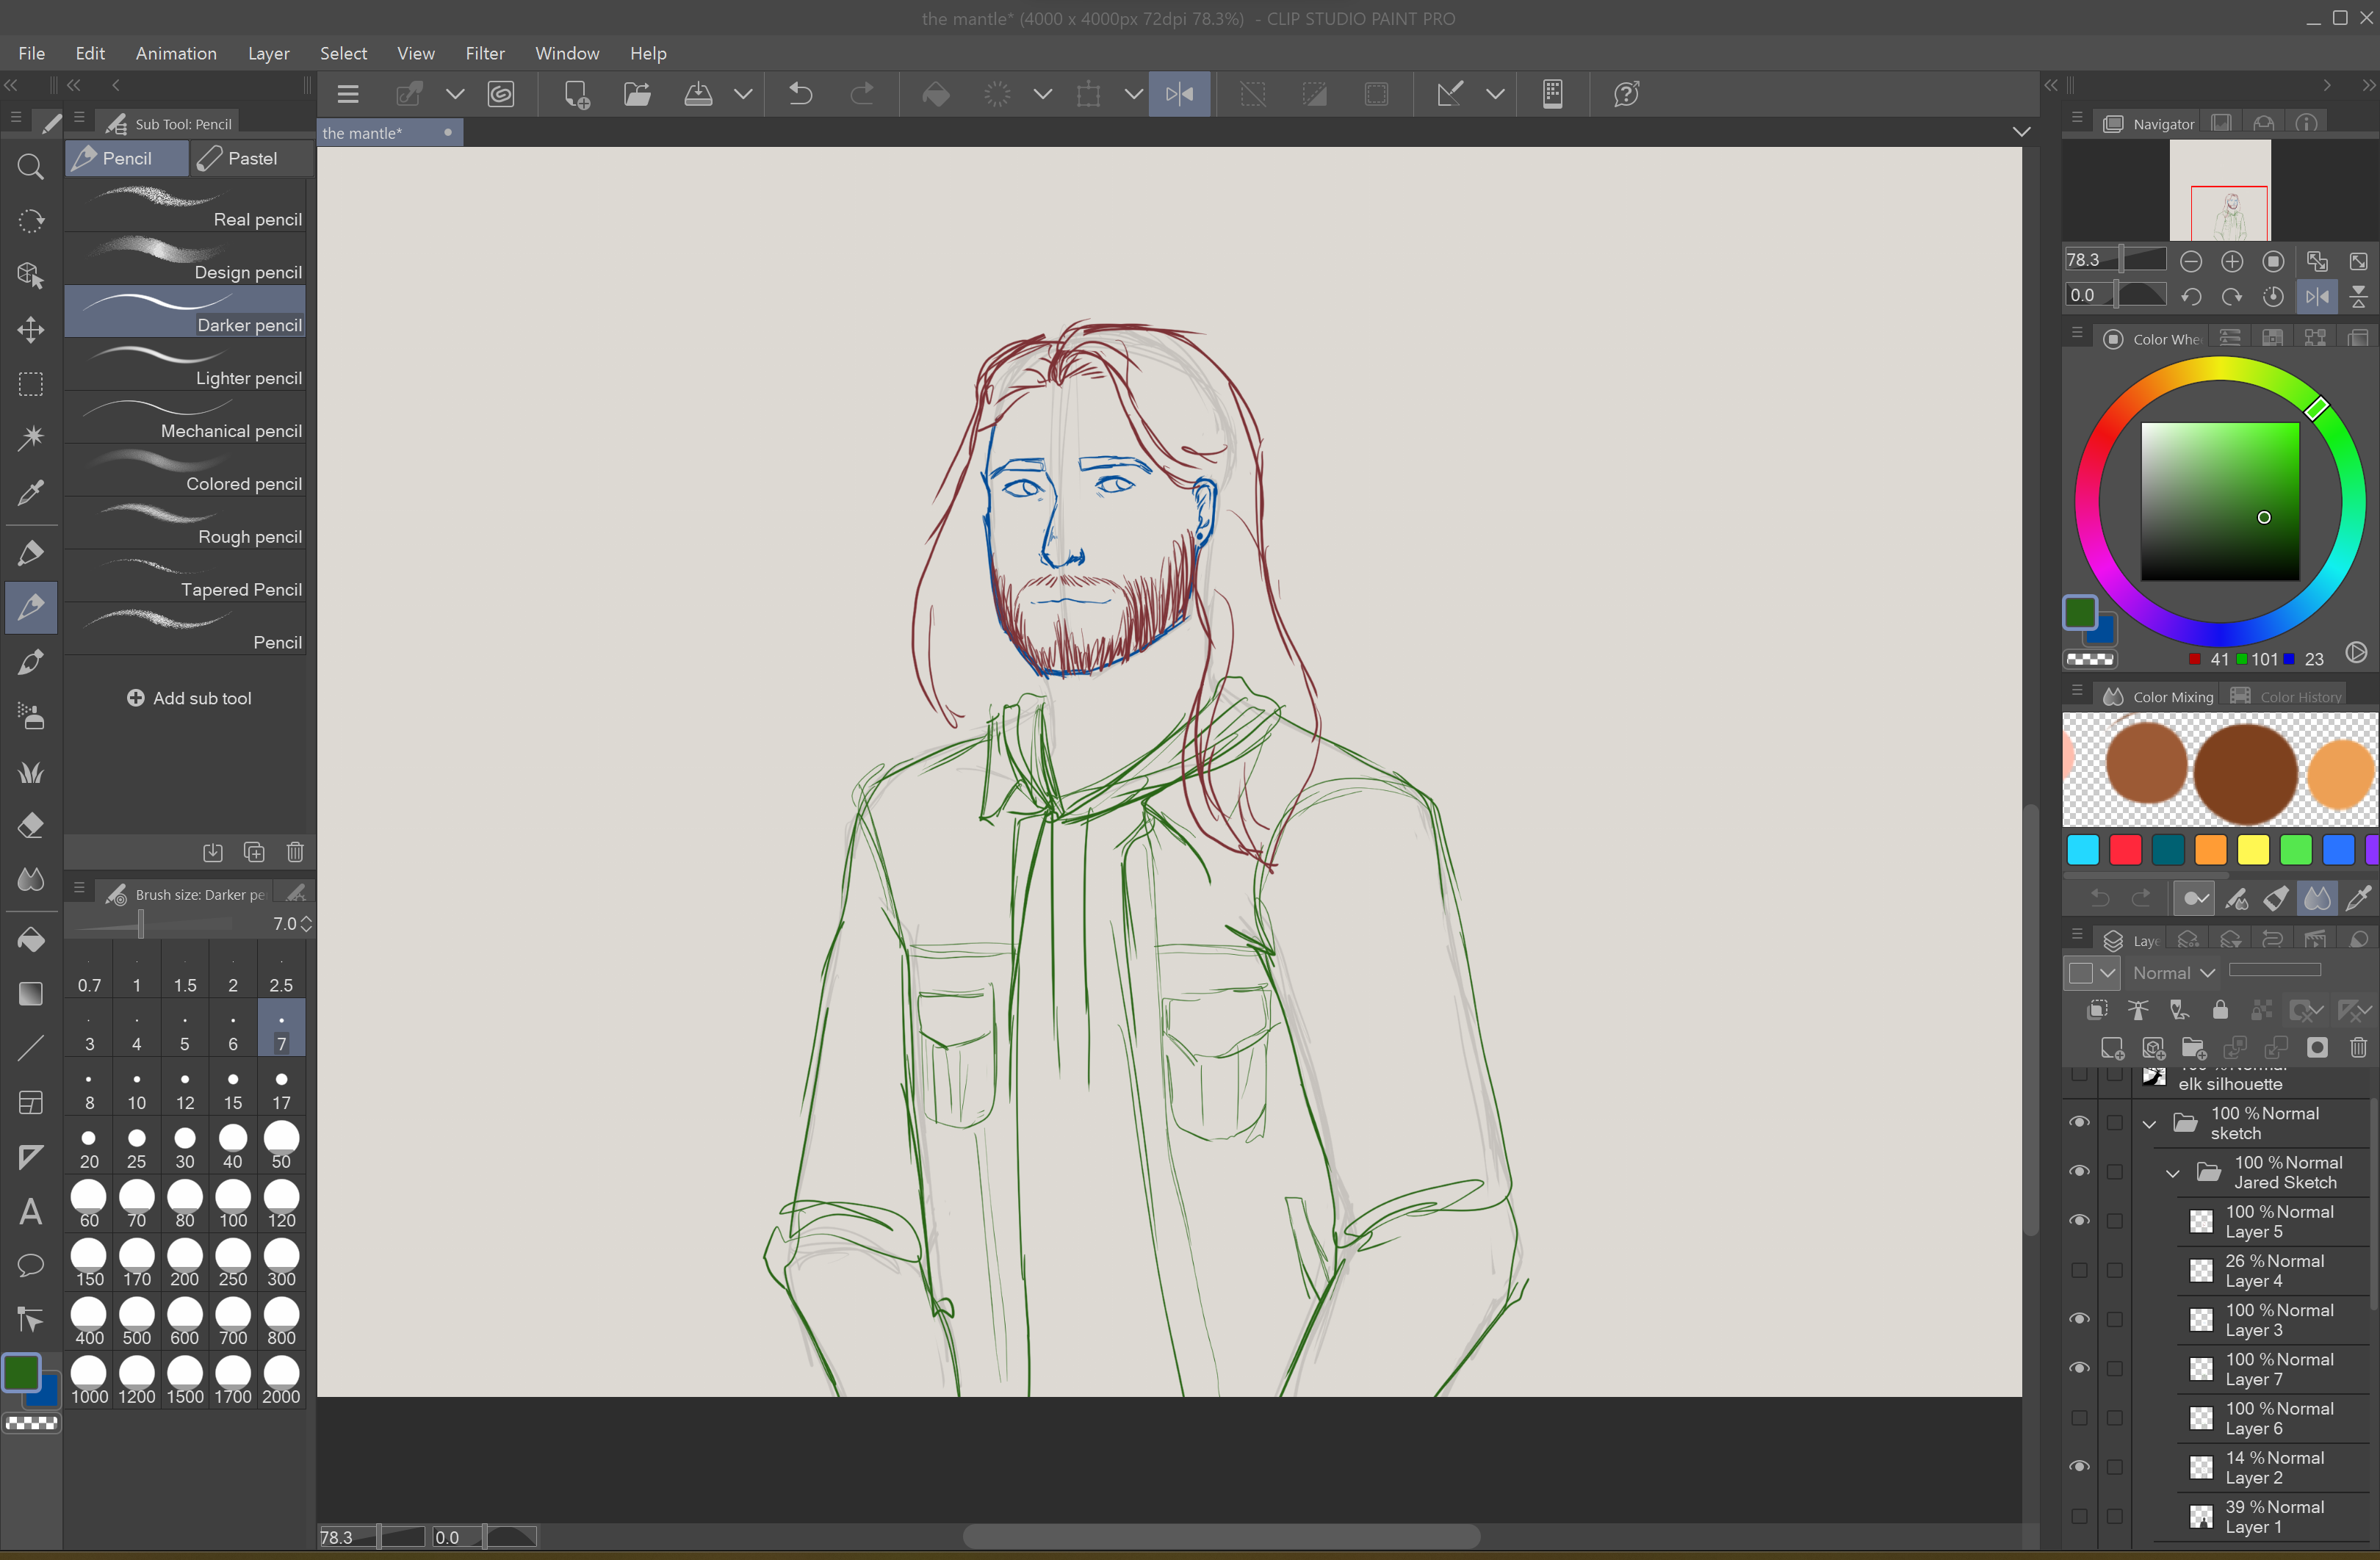 the mantle* (4000 x 4000px 72dpi 78.3%) - CLIP STUDIO PAINT PRO
File Edit Animation Layer Select View Filter Window Help
Sub Tool: Pencil
Pencil Pastel
Real pencil
Design pencil
Darker pencil
Lighter pencil
Mechanical pencil
Colored pencil
Rough pencil
Tapered Pencil
Pencil
Add sub tool
Brush size: Darker pe
7.0
0.7 1 1.5 2 2.5
3 4 5 6 7
8 10 12 15 17
20 25 30 40 50
60 70 80 100 120
150 170 200 250 300
400 500 600 700 800
1000 1200 1500 1700 2000
A
the mantle*
78.3 0.0
Navigator
78.3
0.0
Color Whe
41 101 23
Color Mixing Color History
Laye
Normal
elk silhouette
100 %Normal
sketch
100 %Normal
Jared Sketch
100 %Normal
Layer 5
26 %Normal
Layer 4
100 %Normal
Layer 3
100 %Normal
Layer 7
100 %Normal
Layer 6
14 %Normal
Layer 2
39 %Normal
Layer 1